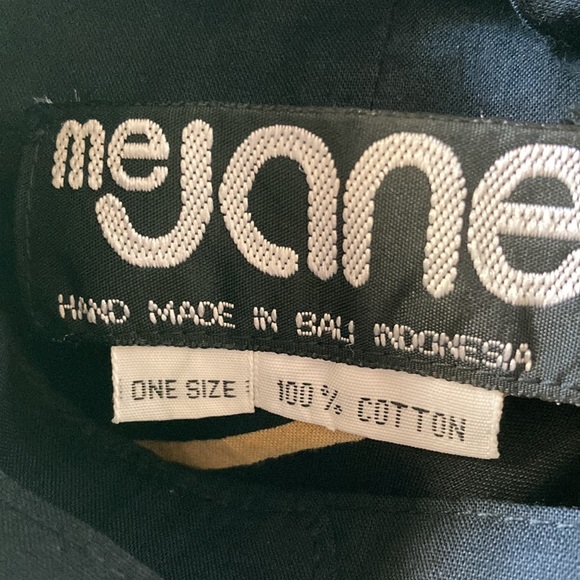 me Jane
HAND MADE IN BALI INDONESIA
ONE SIZE
100% COTTON